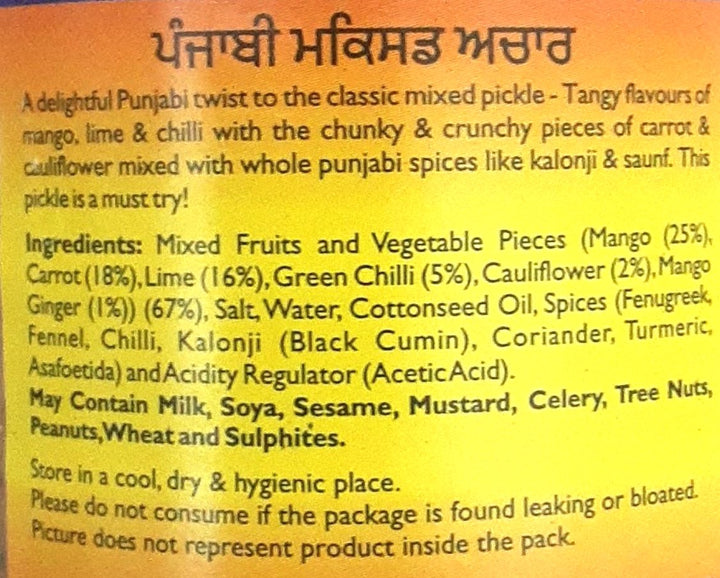 ਪੰਜਾਬੀ ਮਕਿਸਡ ਅਚਾਰ
A delightful Punjabi twist to the classic mixed pickle - Tangy flavours of
mango, lime & chilli with the chunky & crunchy pieces of carrot &
cauliflower mixed with whole punjabi spices like kalonji & saunf. This
pickle is a must try!
Ingredients: Mixed Fruits and Vegetable Pieces (Mango (25%),
Carrot (18%), Lime (16%), Green Chilli (5%), Cauliflower (2%), Mango
Ginger (1%)) (67%), Salt, Water, Cottonseed Oil, Spices (Fenugreek,
Fennel, Chilli, Kalonji (Black Cumin), Coriander, Turmeric,
Asafoetida) and Acidity Regulator (Acetic Acid).
May Contain Milk, Soya, Sesame, Mustard, Celery, Tree Nuts,
Peanuts, Wheat and Sulphites.
Store in a cool, dry & hygienic place.
Please do not consume if the package is found leaking or bloated.
Picture does not represent product inside the pack.